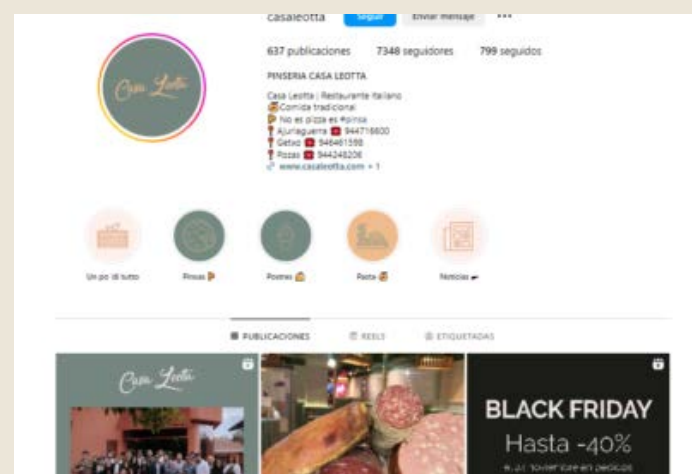 casaleotta Seguir Enviar mensaje
637 publicaciones 7348 seguidores 799 seguidos
PINSERIA CASA LEOTTA
Casa Leotta | Restaurante Italiano
Comida tradicional
No es pizza es #pinsa
Ajuriaguerra 944716600
Getxo 946461598
Pozas 944248206
www.casaleotta.com + 1
Casa Leotta
Un po' di tutto Pinsas Postres Pasta Noticias
PUBLICACIONES REELS ETIQUETADAS
Casa Leotta
BLACK FRIDAY
Hasta -40%